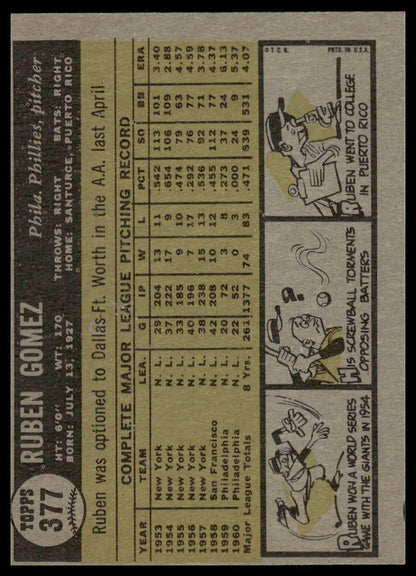 TOPPS
377
RUBEN GOMEZ
Phila. Phillies, pitcher
HT: 6'0" WT: 170 THROWS: RIGHT BATS: RIGHT
BORN: JULY 13, 1927 HOME: SANTURCE, PUERTO RICO
Ruben was optioned to Dallas-Ft. Worth in the A.A. last April.
COMPLETE MAJOR LEAGUE PITCHING RECORD
YEAR TEAM LEA. G IP W L PCT SO BB ERA
1953 New York N. L. 29 204 13 11 .542 113 101 3.40
1954 New York N. L. 37 222 17 9 .654 106 109 2.88
1955 New York N. L. 33 185 9 10 .474 79 63 4.57
1956 New York N. L. 40 196 7 17 .292 76 77 4.59
1957 New York N. L. 38 238 15 13 .536 92 71 3.78
1958 San Francisco N. L. 42 208 10 12 .455 112 77 4.37
1959 Philadelphia N. L. 20 72 3 8 .273 37 24 6.13
1960 Philadelphia N. L. 22 52 0 3 .000 24 9 5.37
Major League Totals 8 Yrs. 261 1377 74 83 .471 639 531 4.07
RUBEN WON A WORLD SERIES
GAME WITH THE GIANTS IN 1954
?
HIS SCREWBALL TORMENTS
OPPOSING BATTERS
© T. C. G. PRTD. IN U.S.A.
RUBEN WENT TO COLLEGE
IN PUERTO RICO